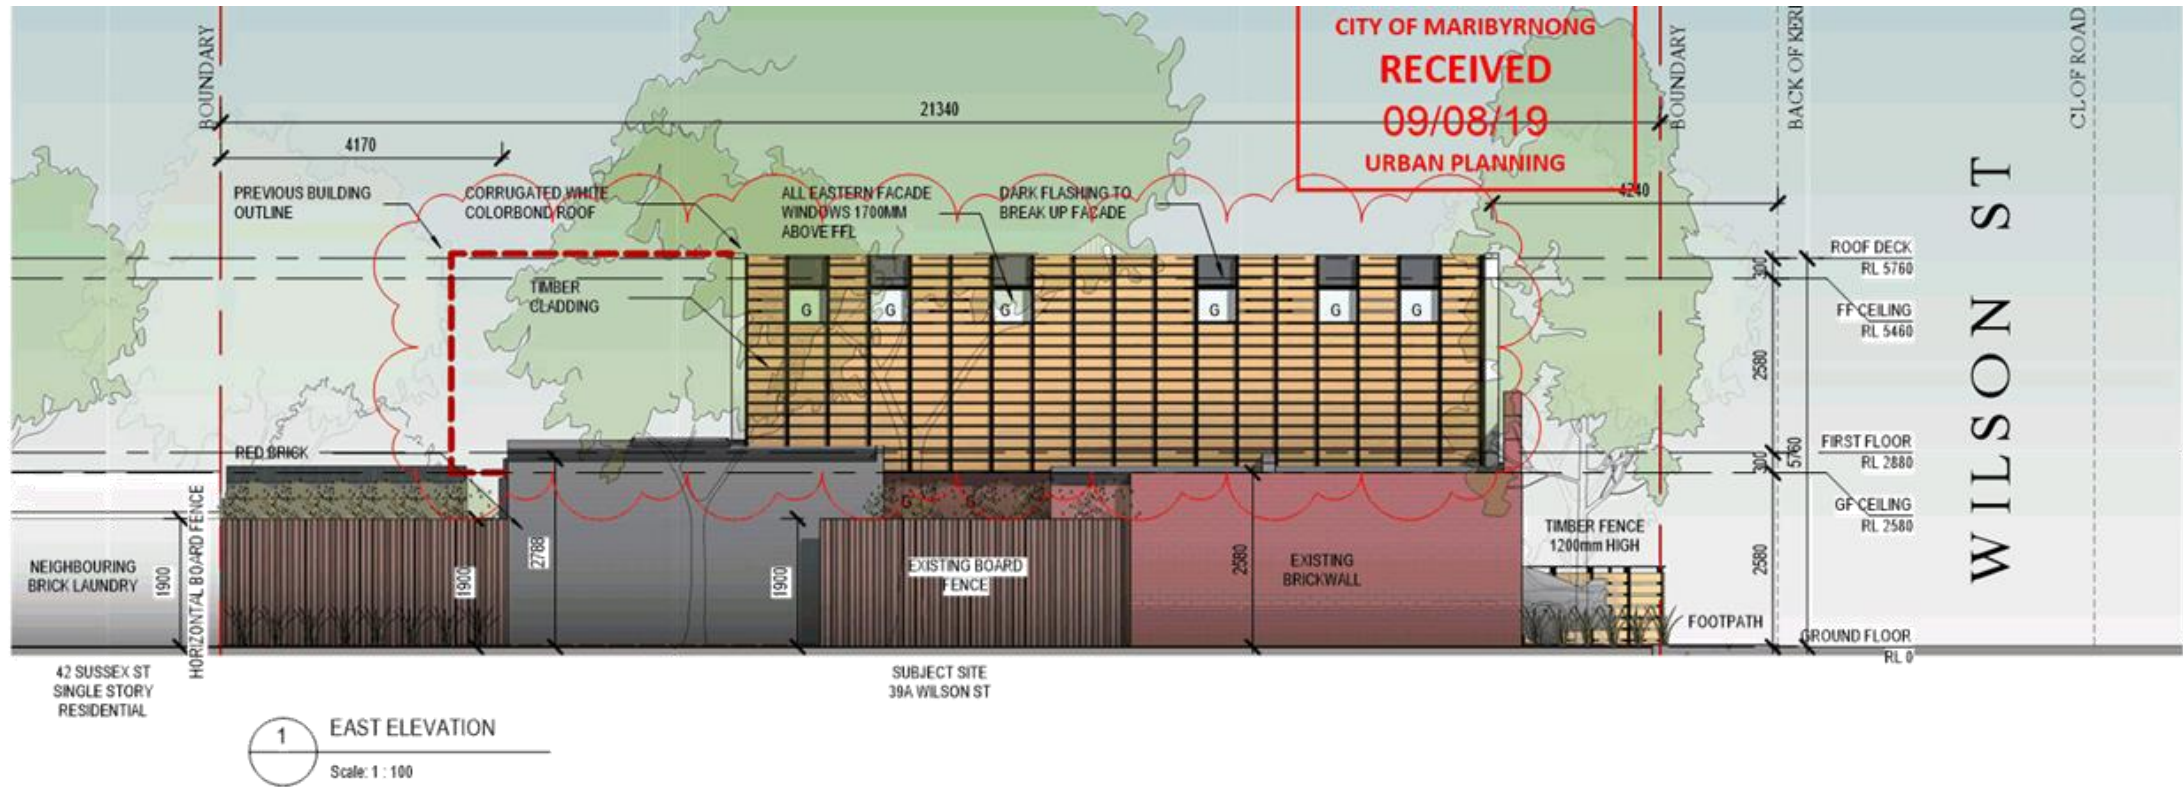 CITY OF MARIBYRNONG
RECEIVED
09/08/19
URBAN PLANNING
BOUNDARY
BOUNDARY
21340
4170
4240
PREVIOUS BUILDING
OUTLINE
CORRUGATED WHITE
COLORBOND ROOF
ALL EASTERN FACADE
WINDOWS 1700MM
ABOVE FFL
DARK FLASHING TO
BREAK UP FACADE
TIMBER
CLADDING
G
G
G
G
G
G
RED BRICK
G
G
ROOF DECK
RL 5760
300
FF CEILING
RL 5460
2580
5760
FIRST FLOOR
RL 2880
300
GF CEILING
RL 2580
2580
GROUND FLOOR
RL 0
WILSON ST
NEIGHBOURING
BRICK LAUNDRY
1900
HORIZONTAL BOARD FENCE
1900
2788
1900
EXISTING BOARD
FENCE
2580
EXISTING
BRICKWALL
TIMBER FENCE
1200mm HIGH
FOOTPATH
42 SUSSEX ST
SINGLE STORY
RESIDENTIAL
SUBJECT SITE
39A WILSON ST
1
EAST ELEVATION
Scale: 1 : 100
BACK OF